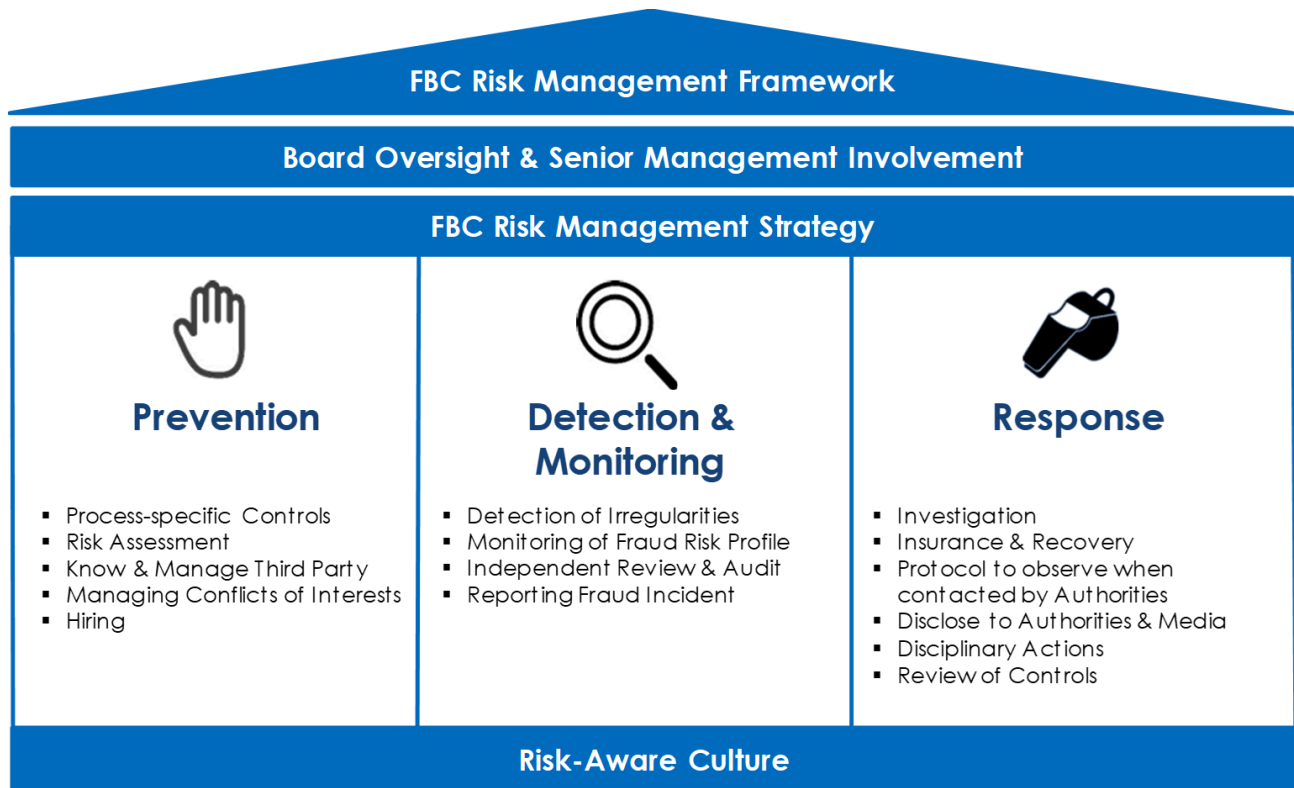 FBC Risk Management Framework
Board Oversight & Senior Management Involvement
FBC Risk Management Strategy
Prevention
▪ Process-specific Controls
▪ Risk Assessment
▪ Know & Manage Third Party
▪ Managing Conflicts of Interests
▪ Hiring
Detection &
Monitoring
▪ Detection of Irregularities
▪ Monitoring of Fraud Risk Profile
▪ Independent Review & Audit
▪ Reporting Fraud Incident
Response
▪ Investigation
▪ Insurance & Recovery
▪ Protocol to observe when
contacted by Authorities
▪ Disclose to Authorities & Media
▪ Disciplinary Actions
▪ Review of Controls
Risk-Aware Culture